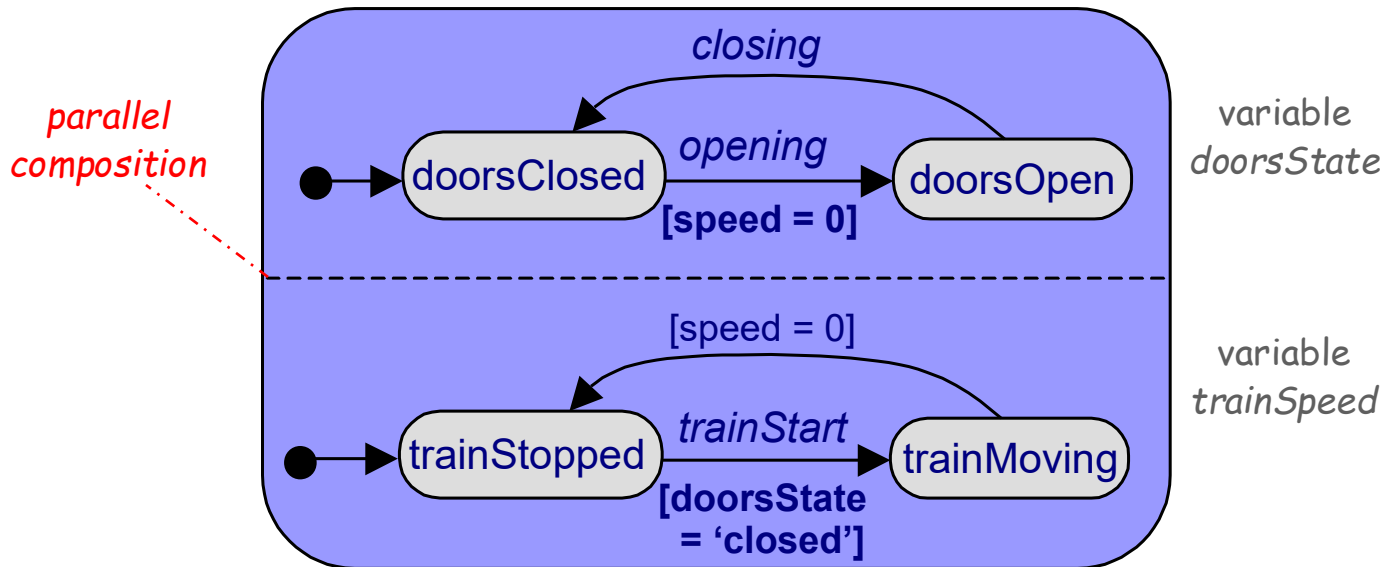 parallel
composition
closing
doorsClosed
opening
[speed = 0]
doorsOpen
variable
doorsState
[speed = 0]
trainStopped
trainStart
[doorsState
= ‘closed’]
trainMoving
variable
trainSpeed